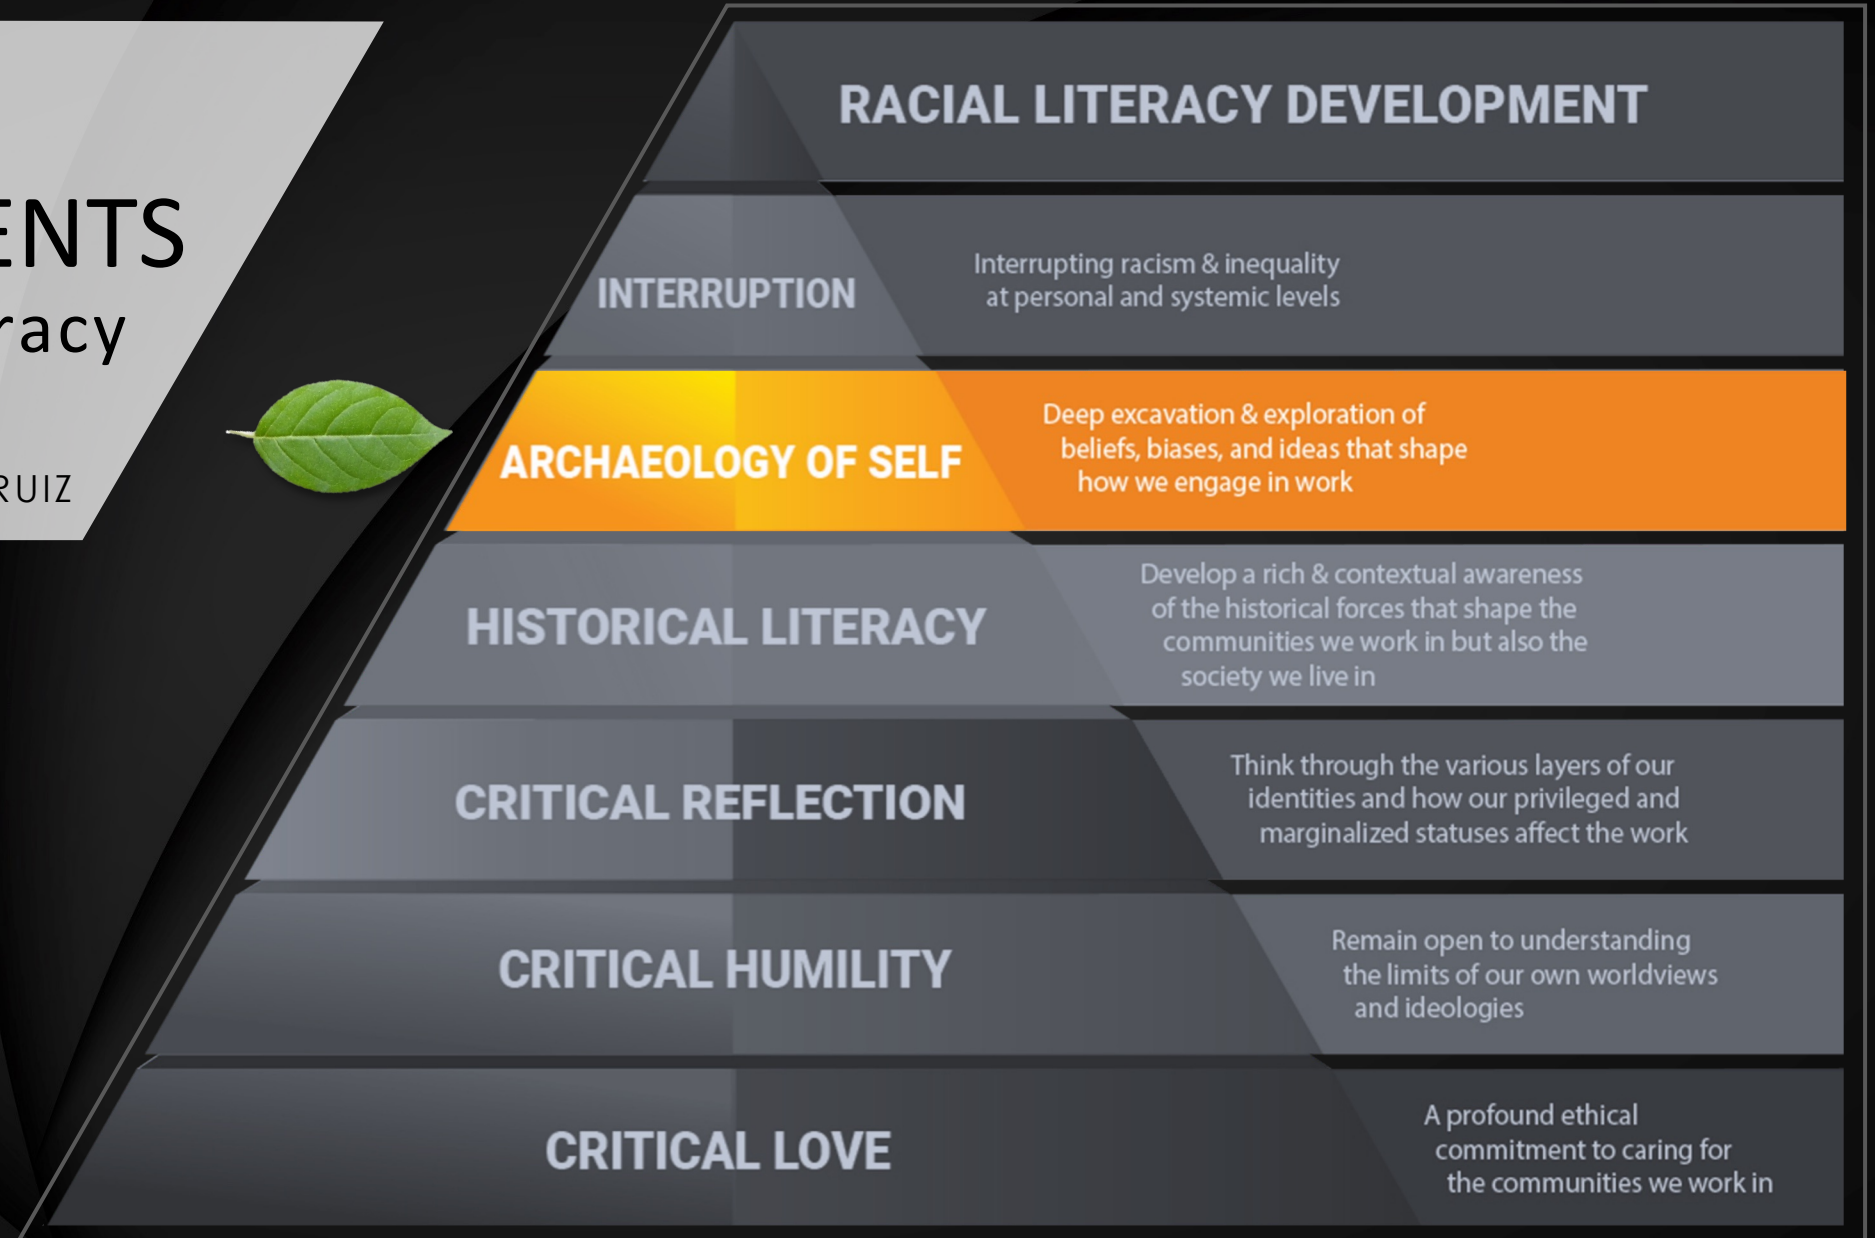 ENTS
racy
RUIZ
RACIAL LITERACY DEVELOPMENT
INTERRUPTION
Interrupting racism & inequality
at personal and systemic levels
ARCHAEOLOGY OF SELF
Deep excavation & exploration of
beliefs, biases, and ideas that shape
how we engage in work
HISTORICAL LITERACY
Develop a rich & contextual awareness
of the historical forces that shape the
communities we work in but also the
society we live in
CRITICAL REFLECTION
Think through the various layers of our
identities and how our privileged and
marginalized statuses affect the work
CRITICAL HUMILITY
Remain open to understanding
the limits of our own worldviews
and ideologies
CRITICAL LOVE
A profound ethical
commitment to caring for
the communities we work in